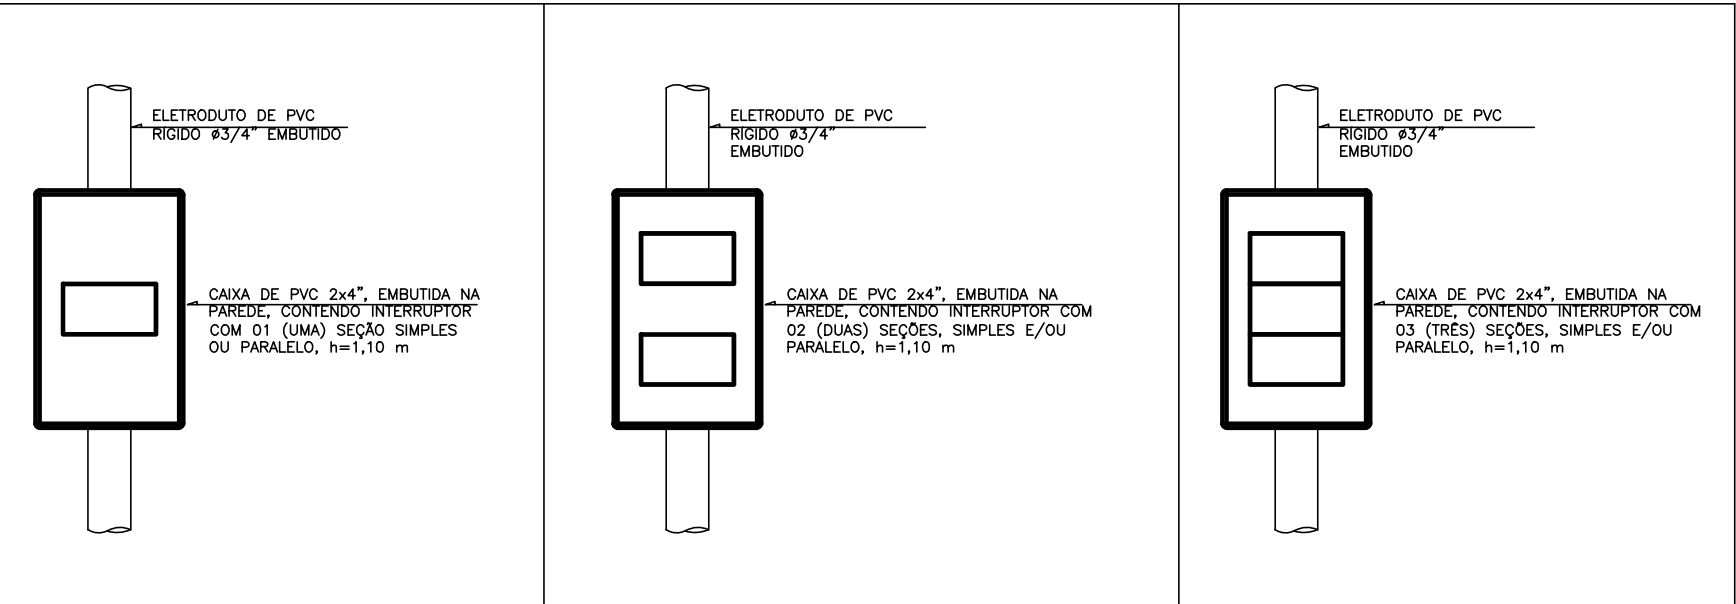 ELETRODUTO DE PVC
RÍGIDO ø3/4" EMBUTIDO
CAIXA DE PVC 2x4", EMBUTIDA NA
PAREDE, CONTENDO INTERRUPTOR
COM 01 (UMA) SEÇÃO SIMPLES
OU PARALELO, h=1,10 m
ELETRODUTO DE PVC
RÍGIDO ø3/4"
EMBUTIDO
CAIXA DE PVC 2x4", EMBUTIDA NA
PAREDE, CONTENDO INTERRUPTOR COM
02 (DUAS) SEÇÕES, SIMPLES E/OU
PARALELO, h=1,10 m
ELETRODUTO DE PVC
RÍGIDO ø3/4"
EMBUTIDO
CAIXA DE PVC 2x4", EMBUTIDA NA
PAREDE, CONTENDO INTERRUPTOR COM
03 (TRÊS) SEÇÕES, SIMPLES E/OU
PARALELO, h=1,10 m